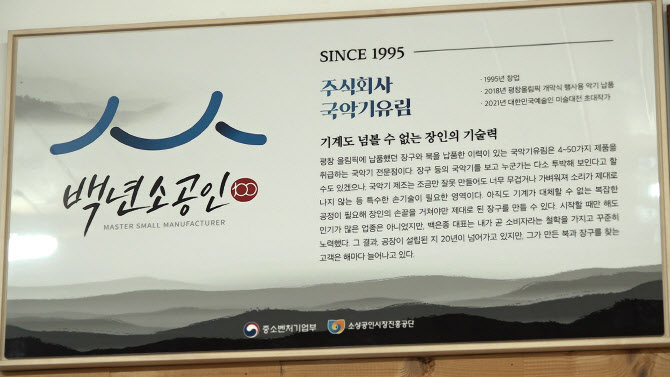 SINCE 1995
주식회사
국악기유림
· 1995년 창업
· 2018년 평창올림픽 개막식 행사용 악기 납품
· 2021년 대한민국예술인 미술대전 초대작가
기계도 넘볼 수 없는 장인의 기술력
평창 올림픽에 납품했던 장구와 북을 납품한 이력이 있는 국악기유림은 4~50가지 제품을
취급하는 국악기 전문점이다. 장구 등의 국악기를 보고 누군가는 다소 투박해 보인다고 할
수도 있겠으나, 국악기 제조는 조금만 잘못 만들어도 너무 무겁거나 가벼워져 소리가 제대로
나지 않는 등 특수한 손기술이 필요한 영역이다. 아직도 기계가 대체할 수 없는 복잡한
공정이 필요해 장인의 손끝을 거쳐야만 제대로 된 장구를 만들 수 있다. 시작할 때만 해도
인기가 많은 업종은 아니었지만, 백은종 대표는 내가 곧 소비자라는 철학을 가지고 꾸준히
노력했다. 그 결과, 공장이 설립된 지 20년이 넘어가고 있지만, 그가 만든 북과 장구를 찾는
고객은 해마다 늘어나고 있다.
백년소공인
100
MASTER SMALL MANUFACTURER
중소벤처기업부
소상공인시장진흥공단